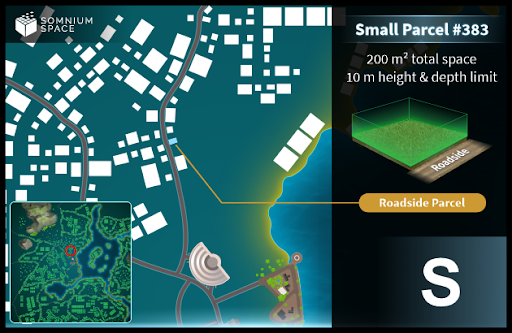 SOMNIUM
SPACE
Small Parcel #383
200 m² total space
10 m height & depth limit
Roadside
Roadside Parcel
S